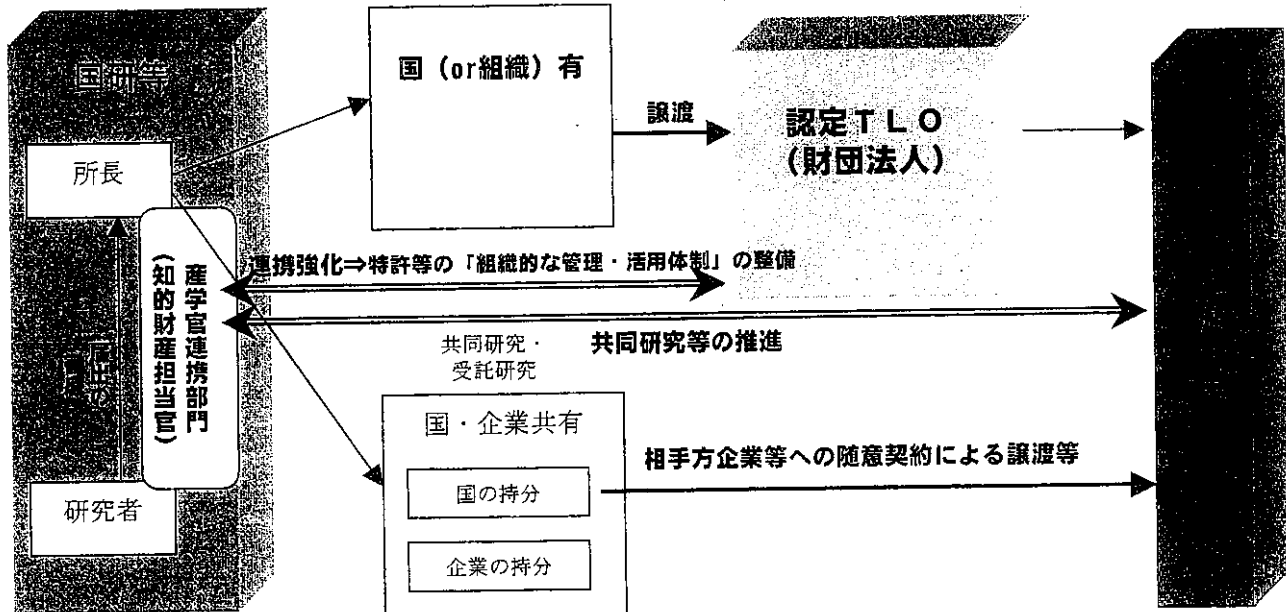 国研等
所長
産学官連携部門
(知的財産担当官)
届出の
研究者
国(or組織)有
譲渡
認定TLO
(財団法人)
連携強化⇒特許等の「組織的な管理・活用体制」の整備
共同研究等の推進
共同研究・
受託研究
国・企業共有
国の持分
企業の持分
相手方企業等への随意契約による譲渡等